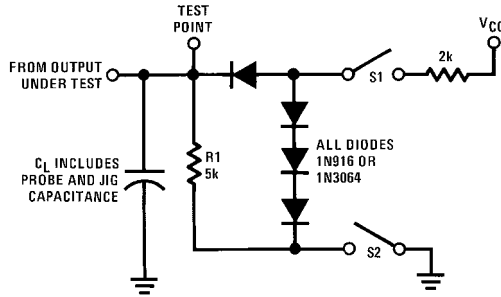 TEST
POINT
VCC
FROM OUTPUT
UNDER TEST
S1
2k
R1
5k
ALL DIODES
1N916 OR
1N3064
CL INCLUDES
PROBE AND JIG
CAPACITANCE
S2